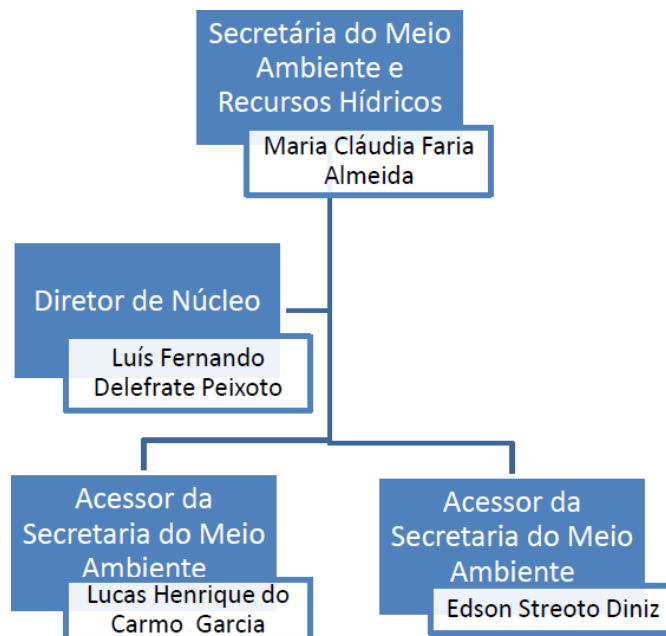 Secretária do Meio
Ambiente e
Recursos Hídricos
Maria Cláudia Faria
Almeida
Diretor de Núcleo
Luís Fernando
Delefrate Peixoto
Acessor da
Secretaria do Meio
Ambiente
Lucas Henrique do
Carmo Garcia
Acessor da
Secretaria do Meio
Ambiente
Edson Streoto Diniz